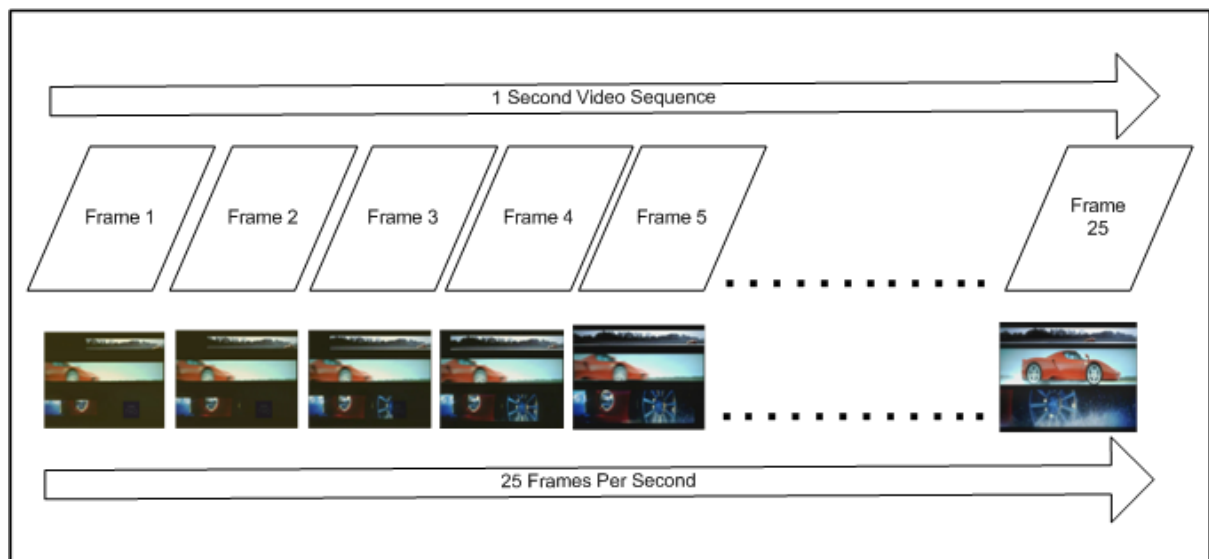 1 Second Video Sequence
Frame 1
Frame 2
Frame 3
Frame 4
Frame 5
Frame
25
25 Frames Per Second